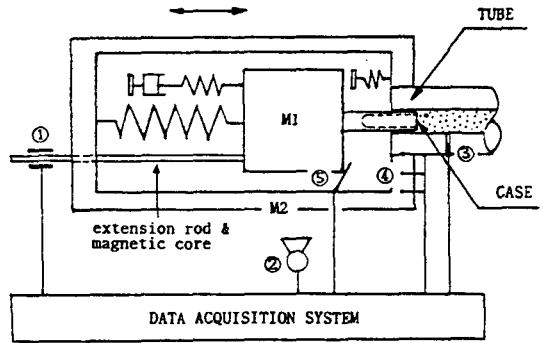 TUBE
M1
①
⑤
④
③
M2
CASE
extension rod &
magnetic core
②
DATA ACQUISITION SYSTEM